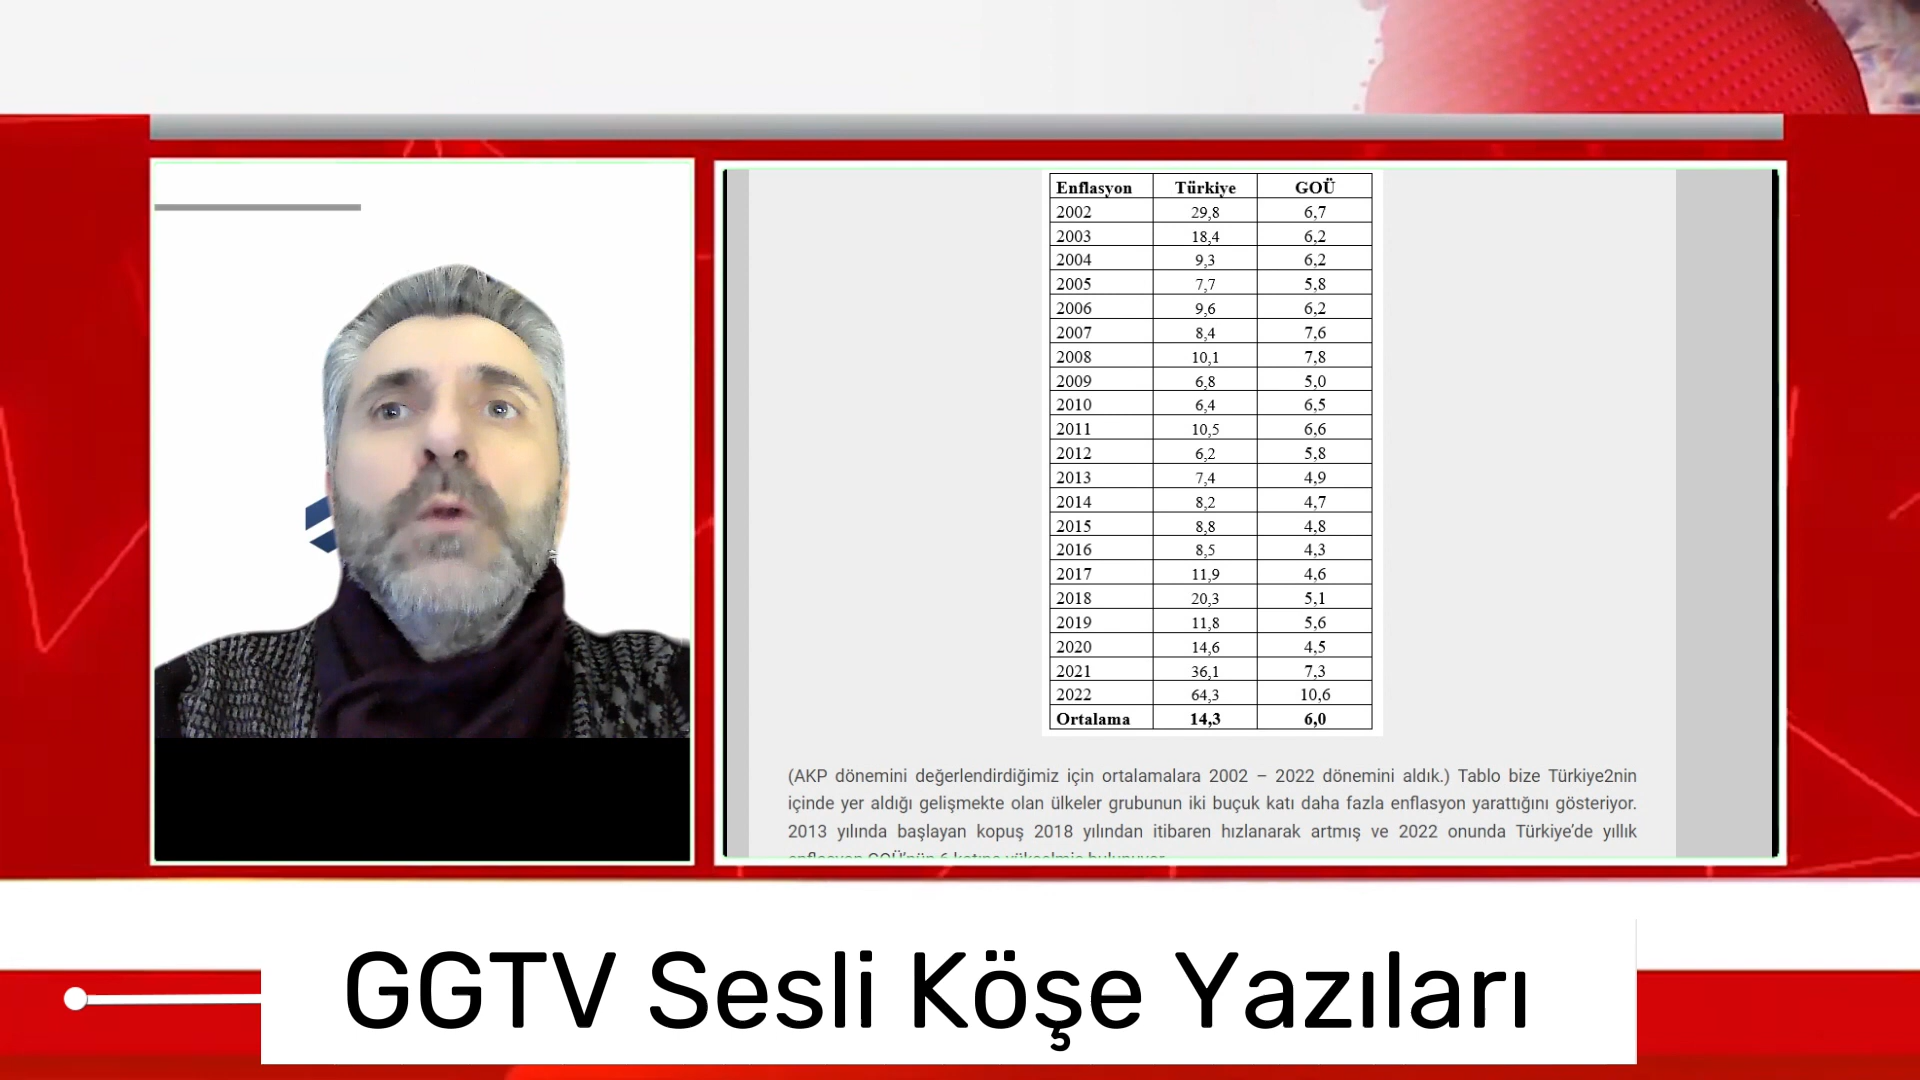 Enflasyon Türkiye GOÜ
2002 29,8 6,7
2003 18,4 6,2
2004 9,3 6,2
2005 7,7 5,8
2006 9,6 6,2
2007 8,4 7,6
2008 10,1 7,8
2009 6,8 5,0
2010 6,4 6,5
2011 10,5 6,6
2012 6,2 5,8
2013 7,4 4,9
2014 8,2 4,7
2015 8,8 4,8
2016 8,5 4,3
2017 11,9 4,6
2018 20,3 5,1
2019 11,8 5,6
2020 14,6 4,5
2021 36,1 7,3
2022 64,3 10,6
Ortalama 14,3 6,0
(AKP dönemini değerlendirdiğimiz için ortalamalara 2002 – 2022 dönemini aldık.) Tablo bize Türkiye2nin
içinde yer aldığı gelişmekte olan ülkeler grubunun iki buçuk katı daha fazla enflasyon yarattığını gösteriyor.
2013 yılında başlayan kopuş 2018 yılından itibaren hızlanarak artmış ve 2022 onunda Türkiye’de yıllık
enflasyon GOÜ’nün 6 katına yükselmiş bulunuyor.
GGTV Sesli Köşe Yazıları